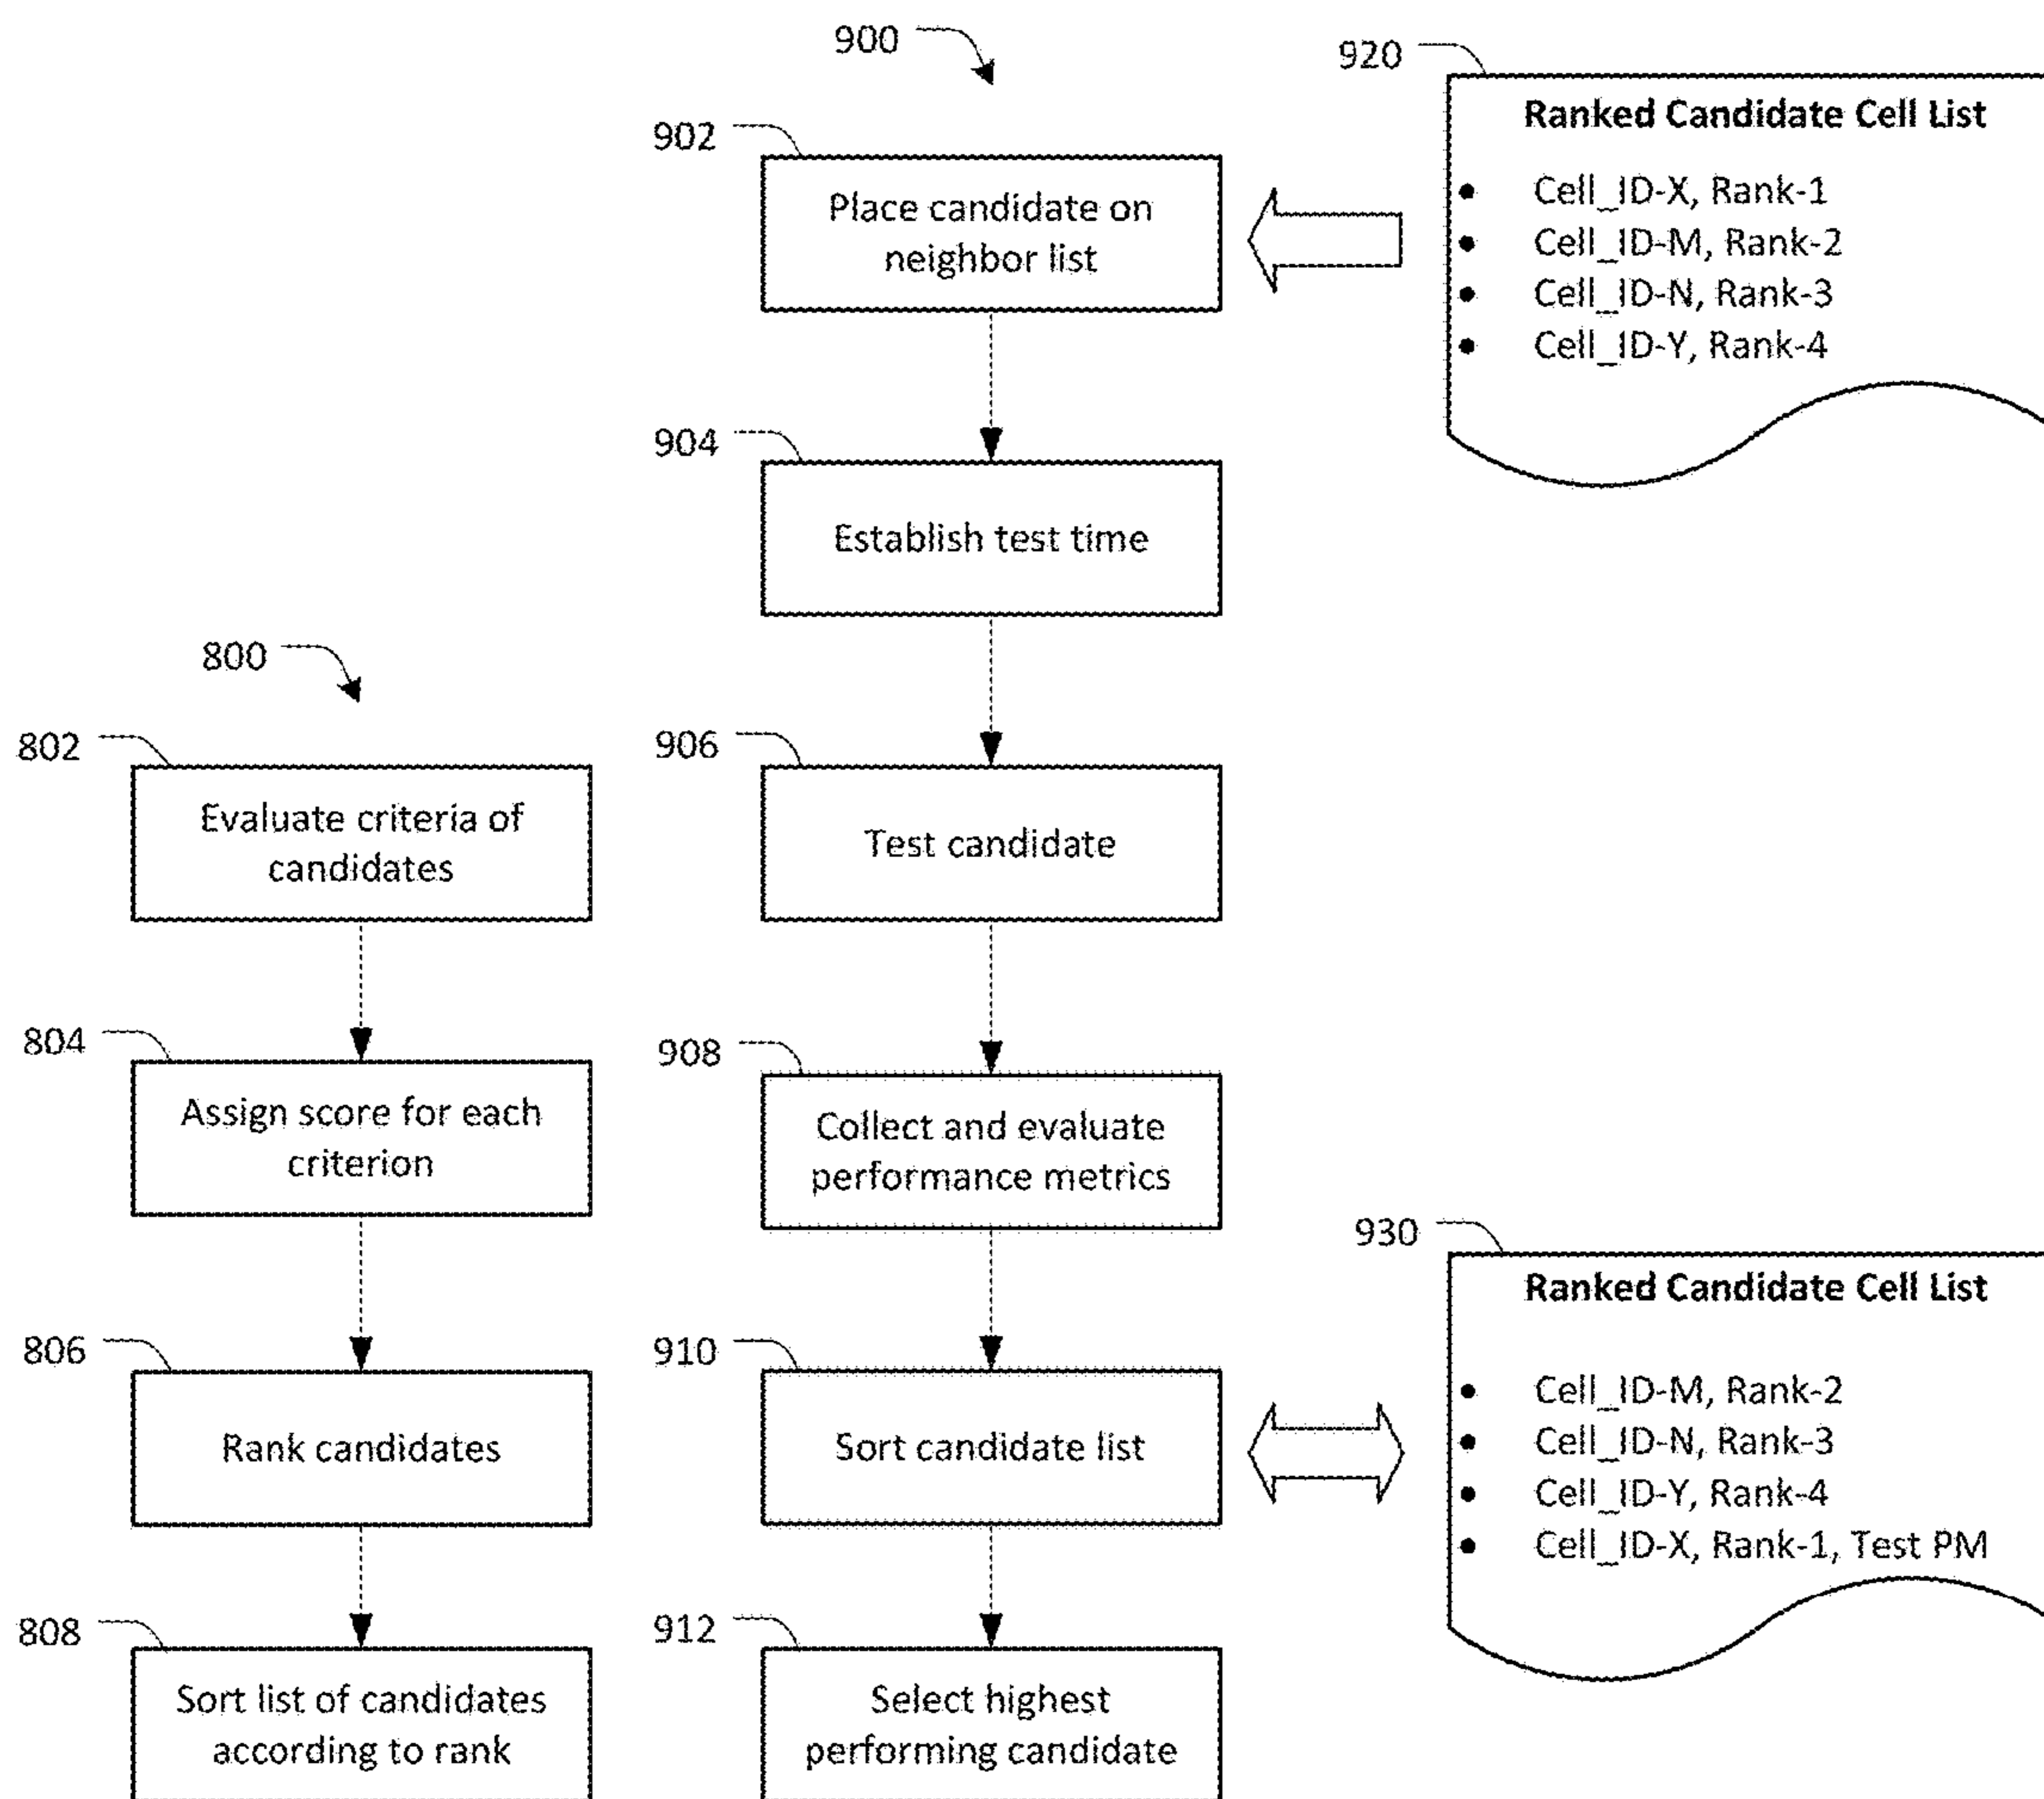 900
920
Ranked Candidate Cell List
• Cell_ID-X, Rank-1
• Cell_ID-M, Rank-2
• Cell_ID-N, Rank-3
• Cell_ID-Y, Rank-4
902
Place candidate on
neighbor list
904
Establish test time
906
Test candidate
908
Collect and evaluate
performance metrics
910
Sort candidate list
912
Select highest
performing candidate
930
Ranked Candidate Cell List
• Cell_ID-M, Rank-2
• Cell_ID-N, Rank-3
• Cell_ID-Y, Rank-4
• Cell_ID-X, Rank-1, Test PM
800
802
Evaluate criteria of
candidates
804
Assign score for each
criterion
806
Rank candidates
808
Sort list of candidates
according to rank